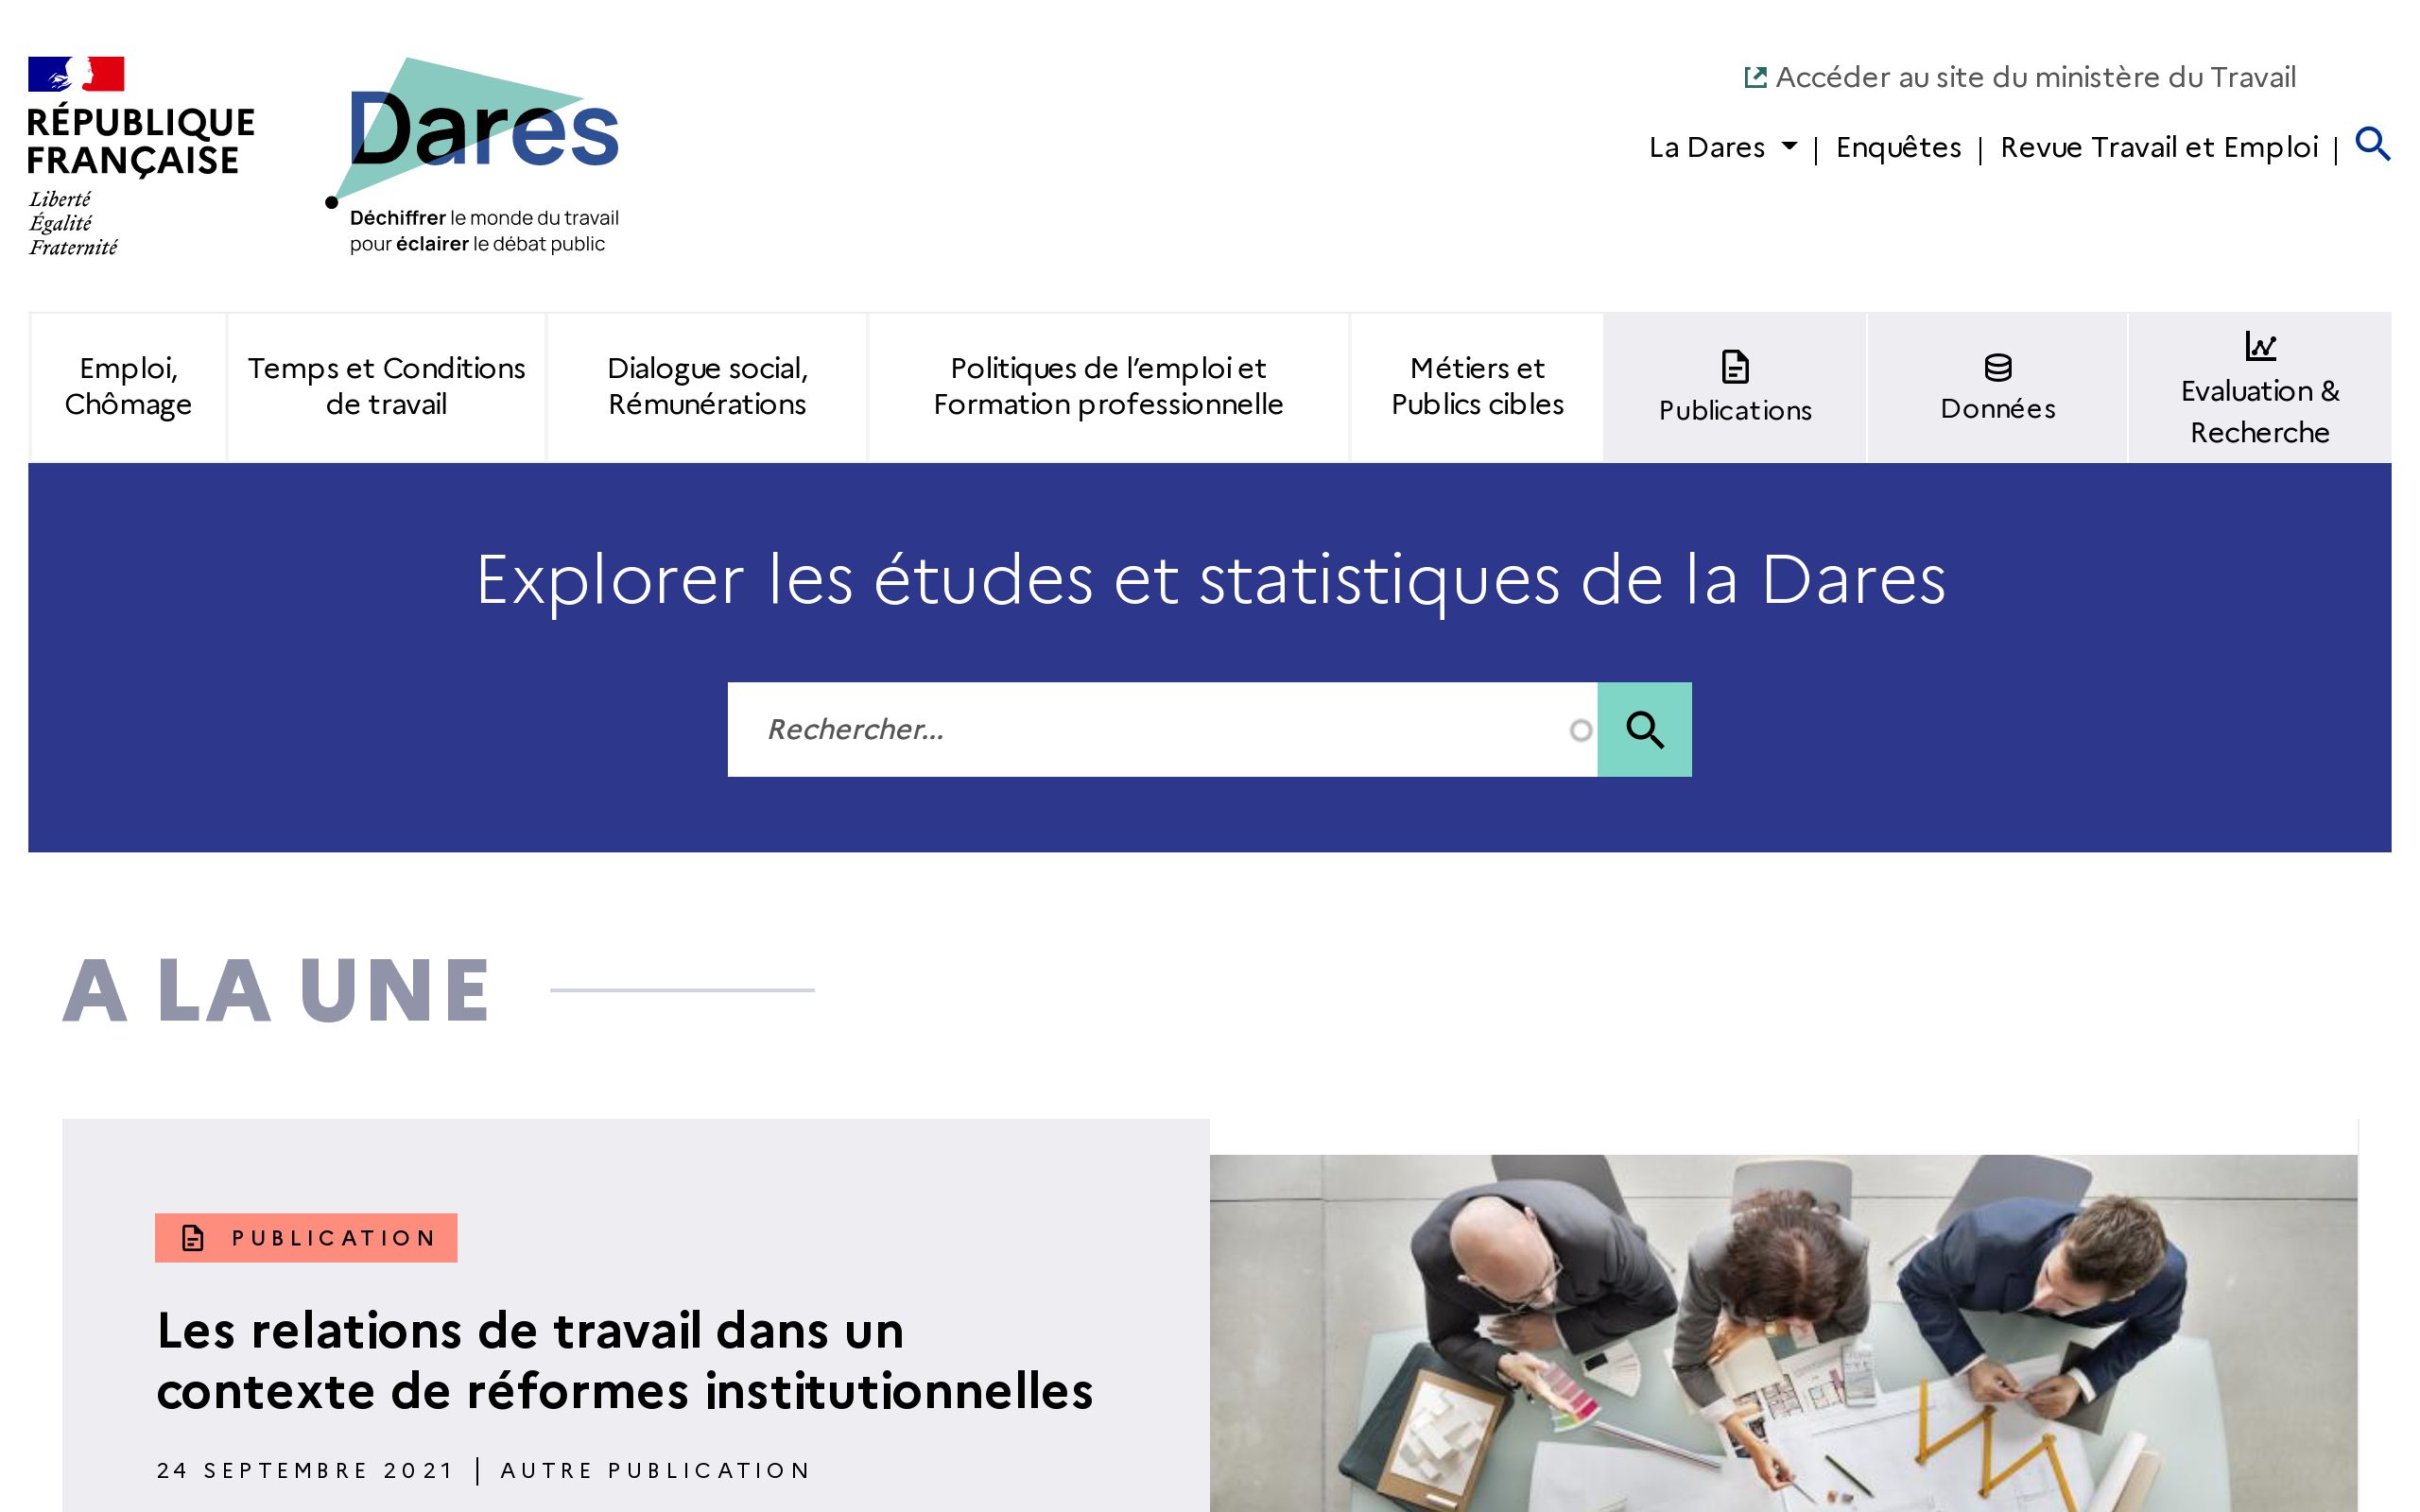 RÉPUBLIQUE
FRANÇAISE
Liberté
Égalité
Fraternité
Dares
Déchiffrer le monde du travail
pour éclairer le débat public
Accéder au site du ministère du Travail
La Dares | Enquêtes | Revue Travail et Emploi |
Emploi,
Chômage
Temps et Conditions
de travail
Dialogue social,
Rémunérations
Politiques de l’emploi et
Formation professionnelle
Métiers et
Publics cibles
Publications
Données
Evaluation &
Recherche
Explorer les études et statistiques de la Dares
Rechercher...
A LA UNE
PUBLICATION
Les relations de travail dans un
contexte de réformes institutionnelles
24 SEPTEMBRE 2021 | AUTRE PUBLICATION